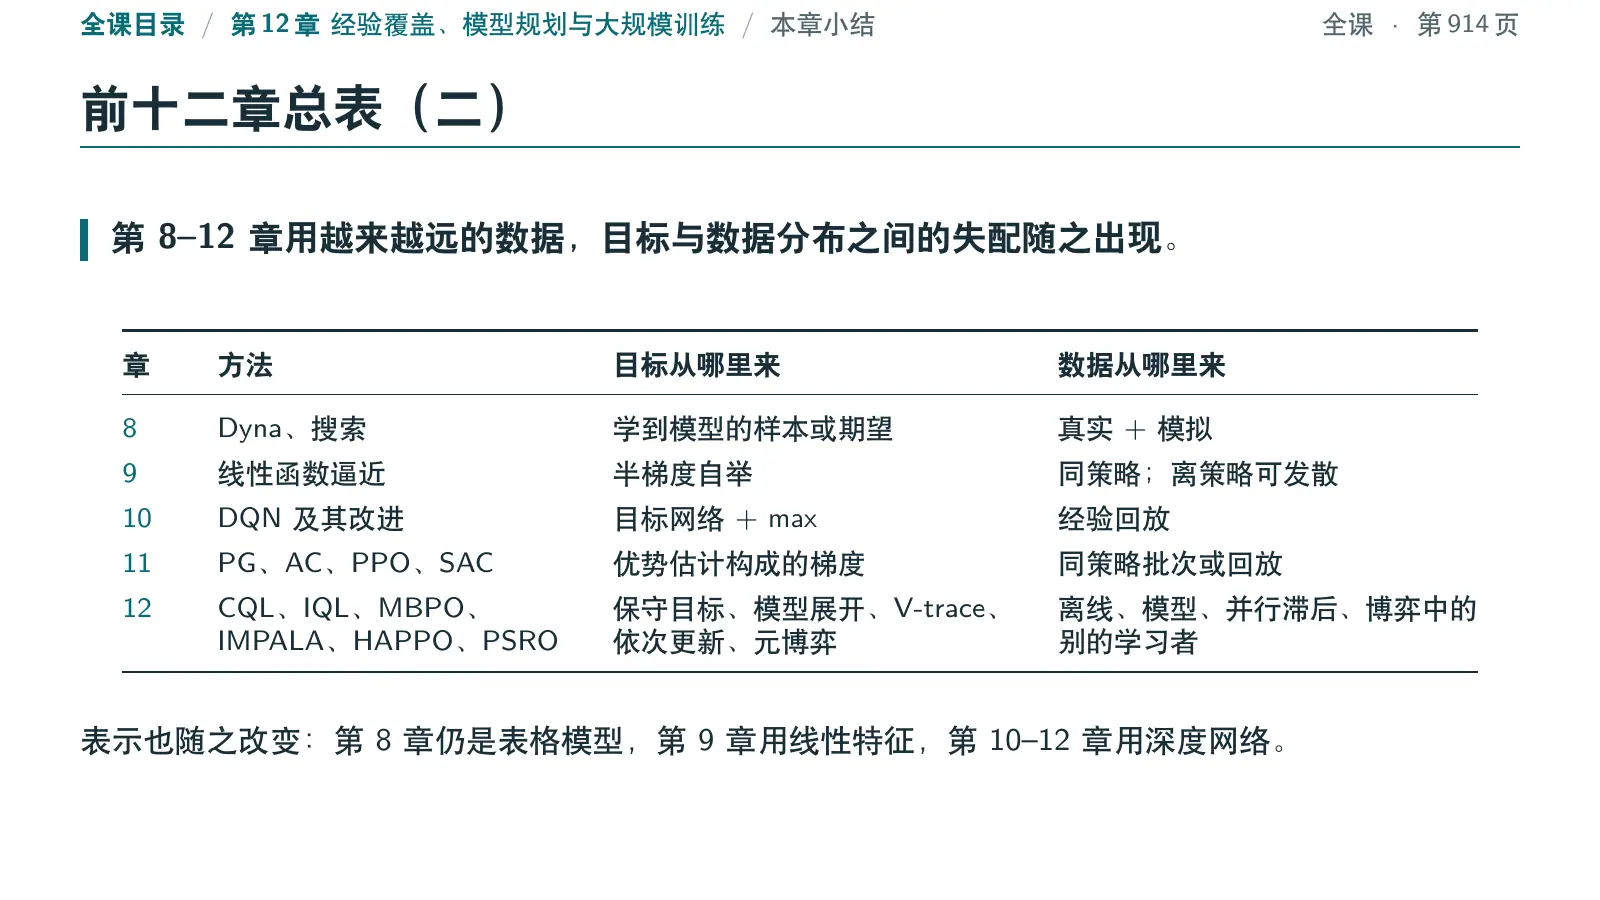 全课目录 / 第 12 章 经验覆盖、模型规划与大规模训练 / 本章小结 全课 · 第 914 页
前十二章总表（二）
第 8–12 章用越来越远的数据，目标与数据分布之间的失配随之出现。
章 方法 目标从哪里来 数据从哪里来
8 Dyna、搜索 学到模型的样本或期望 真实 + 模拟
9 线性函数逼近 半梯度自举 同策略；离策略可发散
10 DQN 及其改进 目标网络 + max 经验回放
11 PG、AC、PPO、SAC 优势估计构成的梯度 同策略批次或回放
12 CQL、IQL、MBPO、 保守目标、模型展开、V-trace、 离线、模型、并行滞后、博弈中的
IMPALA、HAPPO、PSRO 依次更新、元博弈 别的学习者
表示也随之改变：第 8 章仍是表格模型，第 9 章用线性特征，第 10–12 章用深度网络。